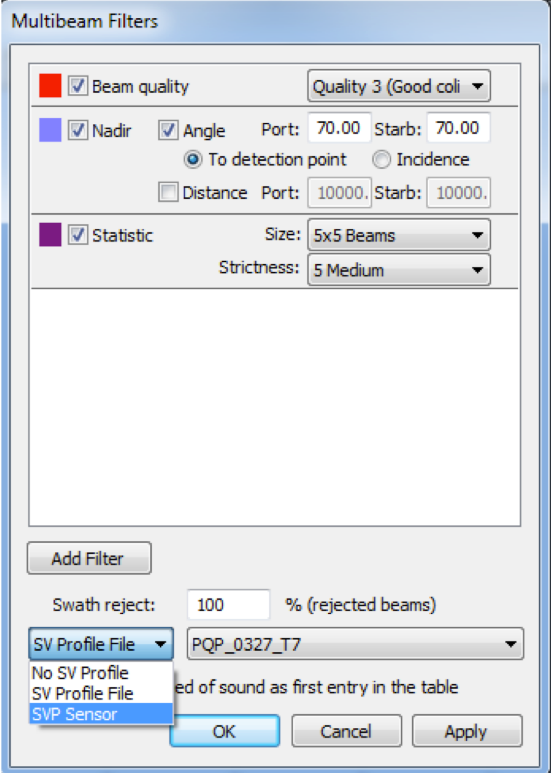 Multibeam Filters
Beam quality Quality 3 (Good coli
Nadir Angle Port: 70.00 Starb: 70.00
To detection point Incidence
Distance Port: 10000. Starb: 10000.
Statistic Size: 5x5 Beams
Strictness: 5 Medium
Add Filter
Swath reject: 100 % (rejected beams)
SV Profile File PQP_0327_T7
No SV Profile
SV Profile File
ed of sound as first entry in the table
SVP Sensor
OK Cancel Apply